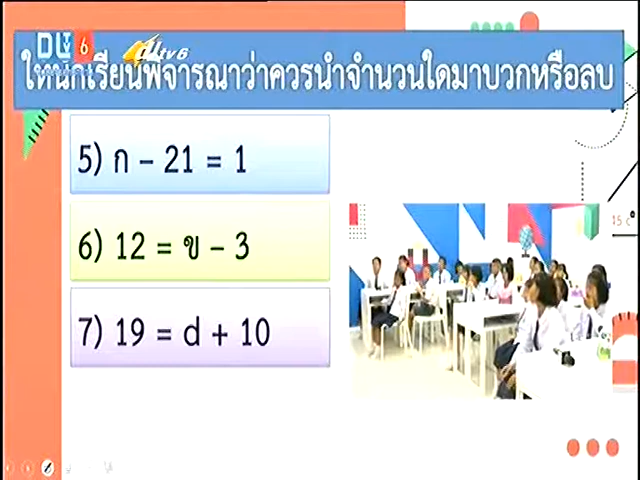 DLTV 6
ให้นักเรียนพิจารณาว่าควรนำจำนวนใดมาบวกหรือลบ
5) ก – 21 = 1
6) 12 = ข – 3
7) 19 = d + 10